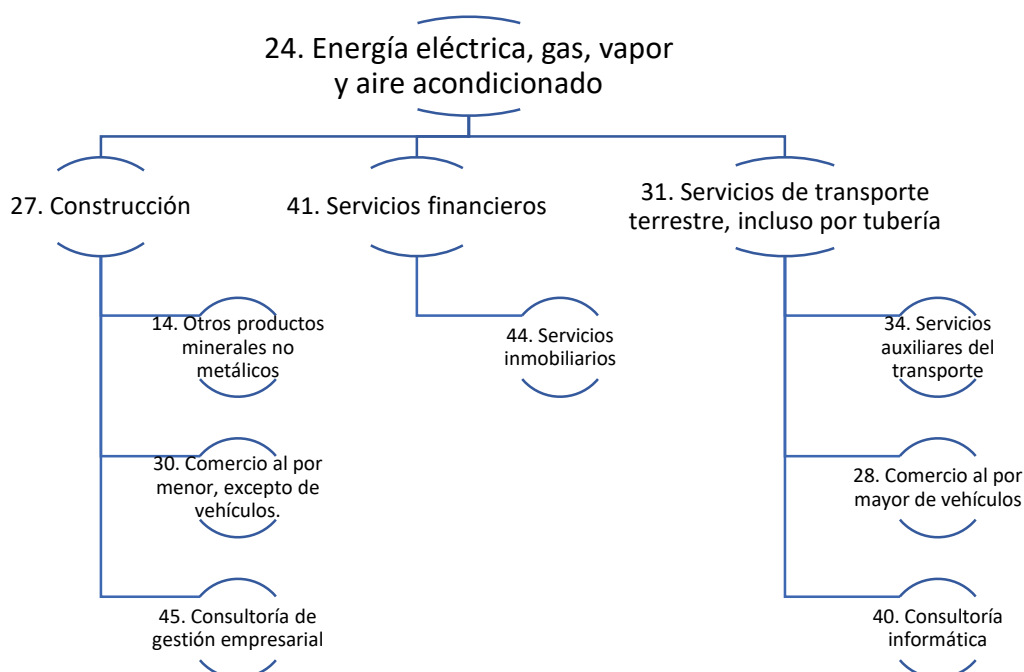 24. Energía eléctrica, gas, vapor
y aire acondicionado
27. Construcción
41. Servicios financieros
31. Servicios de transporte
terrestre, incluso por tubería
14. Otros productos
minerales no
metálicos
44. Servicios
inmobiliarios
34. Servicios
auxiliares del
transporte
30. Comercio al por
menor, excepto de
vehículos.
28. Comercio al por
mayor de vehículos
45. Consultoría de
gestión empresarial
40. Consultoría
informática